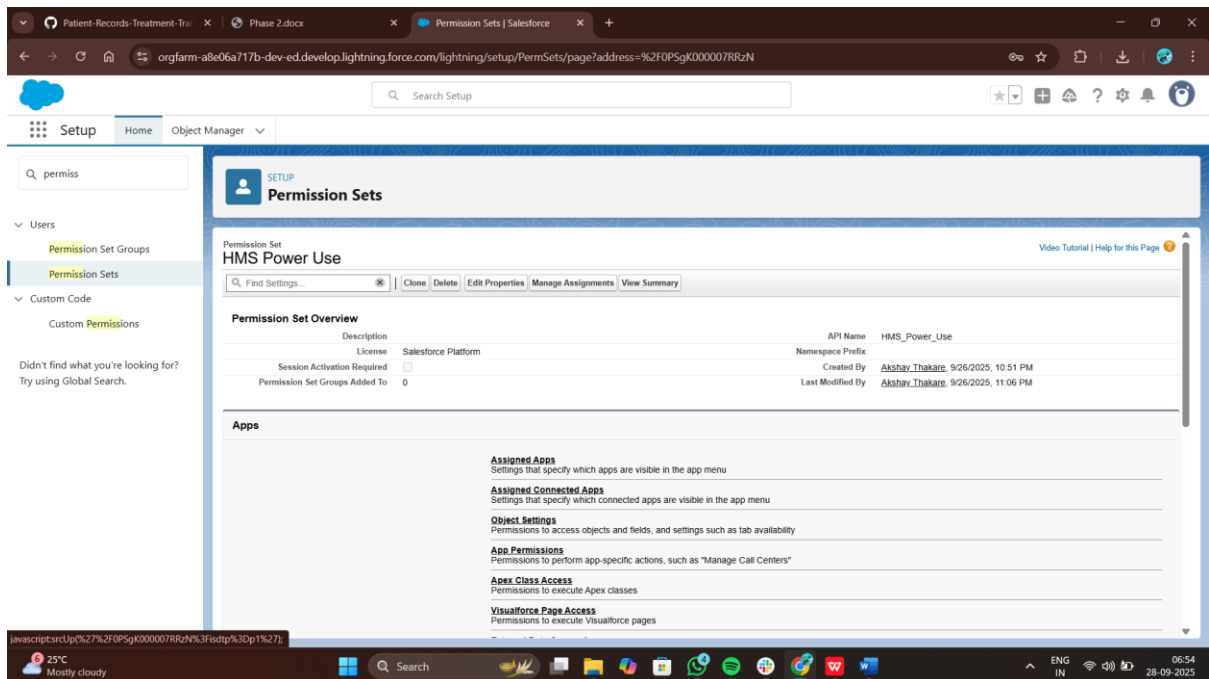 Patient-Records-Treatment-Tra
Phase 2.docx
Permission Sets | Salesforce
orgfarm-a8e06a717b-dev-ed.develop.lightning.force.com/lightning/setup/PermSets/page?address=%2F0PSgK000007RRzN
Search Setup
Setup Home Object Manager
permiss
SETUP
Permission Sets
Users
Permission Set Groups
Permission Sets
Custom Code
Custom Permissions
Didn't find what you're looking for?
Try using Global Search.
Permission Set
HMS Power Use
Video Tutorial | Help for this Page
Find Settings... | Clone Delete Edit Properties Manage Assignments View Summary
Permission Set Overview
Description API Name HMS_Power_Use
License Salesforce Platform Namespace Prefix
Session Activation Required Created By Akshay Thakare, 9/26/2025, 10:51 PM
Permission Set Groups Added To 0 Last Modified By Akshay Thakare, 9/26/2025, 11:06 PM
Apps
Assigned Apps
Settings that specify which apps are visible in the app menu
Assigned Connected Apps
Settings that specify which connected apps are visible in the app menu
Object Settings
Permissions to access objects and fields, and settings such as tab availability
App Permissions
Permissions to perform app-specific actions, such as "Manage Call Centers"
Apex Class Access
Permissions to execute Apex classes
Visualforce Page Access
Permissions to execute Visualforce pages
javascript:srcUp(%27%2F0PSgK000007RRzN%3Fisdtp%3Dp1%27);
6
25°C
Mostly cloudy
Search
4
ENG
IN
06:54
28-09-2025